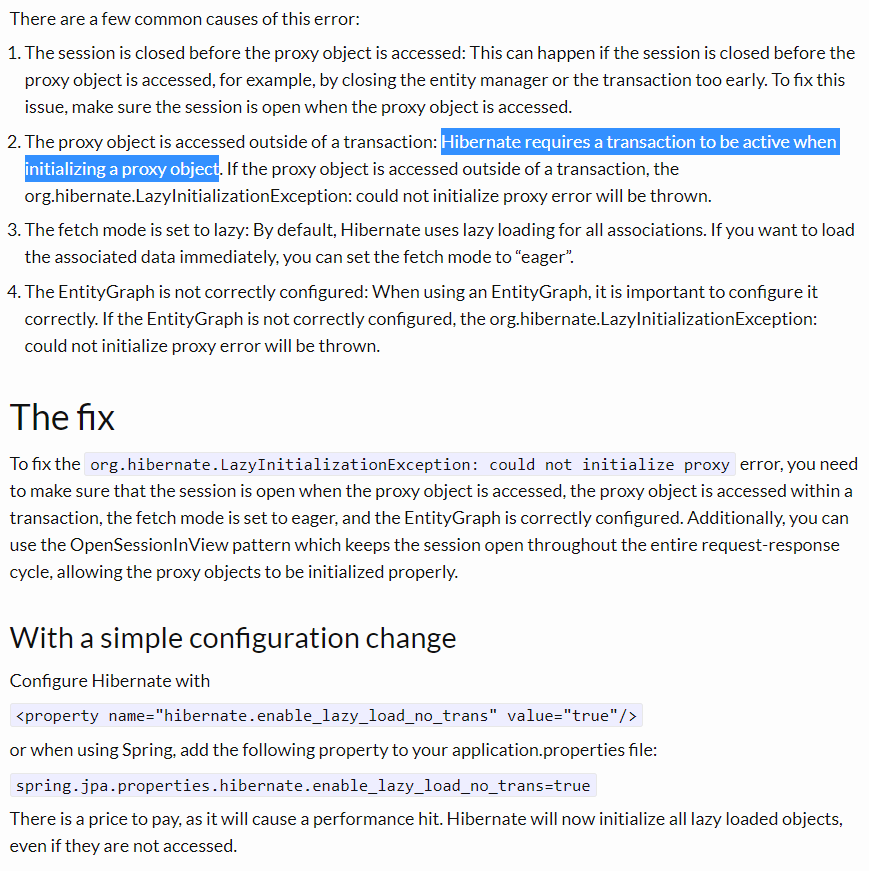 There are a few common causes of this error:
1. The session is closed before the proxy object is accessed: This can happen if the session is closed before the
proxy object is accessed, for example, by closing the entity manager or the transaction too early. To fix this
issue, make sure the session is open when the proxy object is accessed.
2. The proxy object is accessed outside of a transaction: Hibernate requires a transaction to be active when
initializing a proxy object. If the proxy object is accessed outside of a transaction, the
org.hibernate.LazyInitializationException: could not initialize proxy error will be thrown.
3. The fetch mode is set to lazy: By default, Hibernate uses lazy loading for all associations. If you want to load
the associated data immediately, you can set the fetch mode to “eager”.
4. The EntityGraph is not correctly configured: When using an EntityGraph, it is important to configure it
correctly. If the EntityGraph is not correctly configured, the org.hibernate.LazyInitializationException:
could not initialize proxy error will be thrown.
The fix
To fix the org.hibernate.LazyInitializationException: could not initialize proxy error, you need
to make sure that the session is open when the proxy object is accessed, the proxy object is accessed within a
transaction, the fetch mode is set to eager, and the EntityGraph is correctly configured. Additionally, you can
use the OpenSessionInView pattern which keeps the session open throughout the entire request-response
cycle, allowing the proxy objects to be initialized properly.
With a simple configuration change
Configure Hibernate with
<property name="hibernate.enable_lazy_load_no_trans" value="true"/>
or when using Spring, add the following property to your application.properties file:
spring.jpa.properties.hibernate.enable_lazy_load_no_trans=true
There is a price to pay, as it will cause a performance hit. Hibernate will now initialize all lazy loaded objects,
even if they are not accessed.